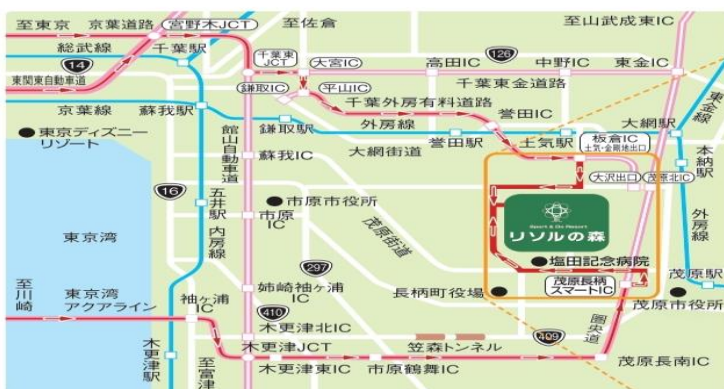 至東京
京葉道路
宮野木JCT
至佐倉
至山武成東IC
総武線
千葉駅
14
千葉東
JCT
大宮IC
126
高田IC
中野IC
東金IC
東関東自動車道
千葉東金道路
鎌取IC
平山IC
京葉線
蘇我駅
千葉外房有料道路
東金線
東京ディズニー
リゾート
館山自動車道
鎌取駅
外房線
誉田IC
誉田駅
土気駅
大網駅
板倉IC
土気・金剛地出口
本納駅
蘇我IC
大網街道
大沢出口
茂原北IC
16
五井駅
内房線
市原市役所
市原
IC
茂原街道
Resort & Do Resort
リソルの森
外房線
東京湾
297
塩田記念病院
至川崎
東京湾
アクアライン
袖ヶ浦
IC
姉崎袖ヶ浦
IC
長柄町役場
茂原長柄
スマートIC
茂原駅
茂原市役所
410
木更津北IC
圏央道
木更津駅
至富津
木更津JCT
木更津東IC
市原鶴舞IC
笠森トンネル
409
茂原長南IC